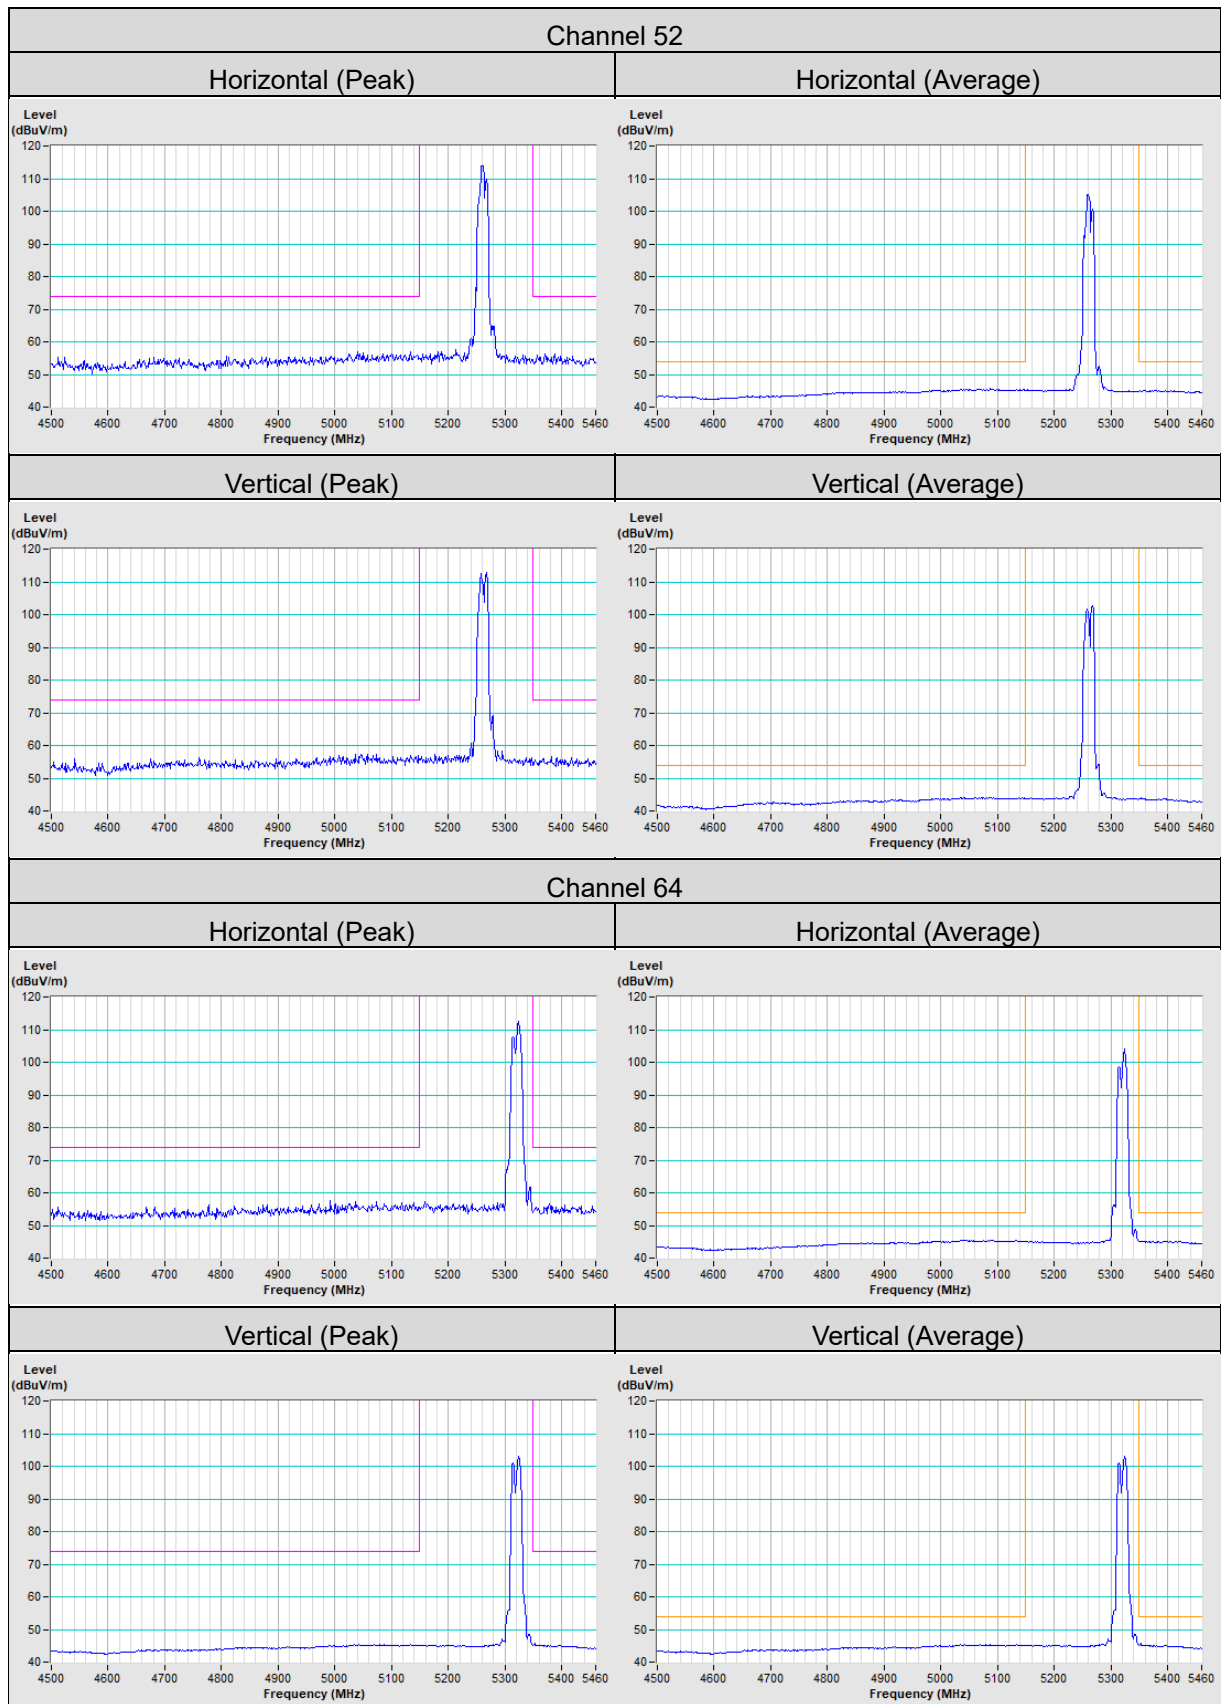 Channel 52
Horizontal (Peak) Horizontal (Average)
Level Level
(dBuV/m) (dBuV/m)
120 120
110 110
100 100
90 90
80 80
70 70
60 60
50 50
40 40
4500 4600 4700 4800 4900 5000 5100 5200 5300 5400 5460 4500 4600 4700 4800 4900 5000 5100 5200 5300 5400 5460
Frequency (MHz) Frequency (MHz)
Vertical (Peak) Vertical (Average)
Level Level
(dBuV/m) (dBuV/m)
120 120
110 110
100 100
90 90
80 80
70 70
60 60
50 50
40 40
4500 4600 4700 4800 4900 5000 5100 5200 5300 5400 5460 4500 4600 4700 4800 4900 5000 5100 5200 5300 5400 5460
Frequency (MHz) Frequency (MHz)
Channel 64
Horizontal (Peak) Horizontal (Average)
Level Level
(dBuV/m) (dBuV/m)
120 120
110 110
100 100
90 90
80 80
70 70
60 60
50 50
40 40
4500 4600 4700 4800 4900 5000 5100 5200 5300 5400 5460 4500 4600 4700 4800 4900 5000 5100 5200 5300 5400 5460
Frequency (MHz) Frequency (MHz)
Vertical (Peak) Vertical (Average)
Level Level
(dBuV/m) (dBuV/m)
120 120
110 110
100 100
90 90
80 80
70 70
60 60
50 50
40 40
4500 4600 4700 4800 4900 5000 5100 5200 5300 5400 5460 4500 4600 4700 4800 4900 5000 5100 5200 5300 5400 5460
Frequency (MHz) Frequency (MHz)